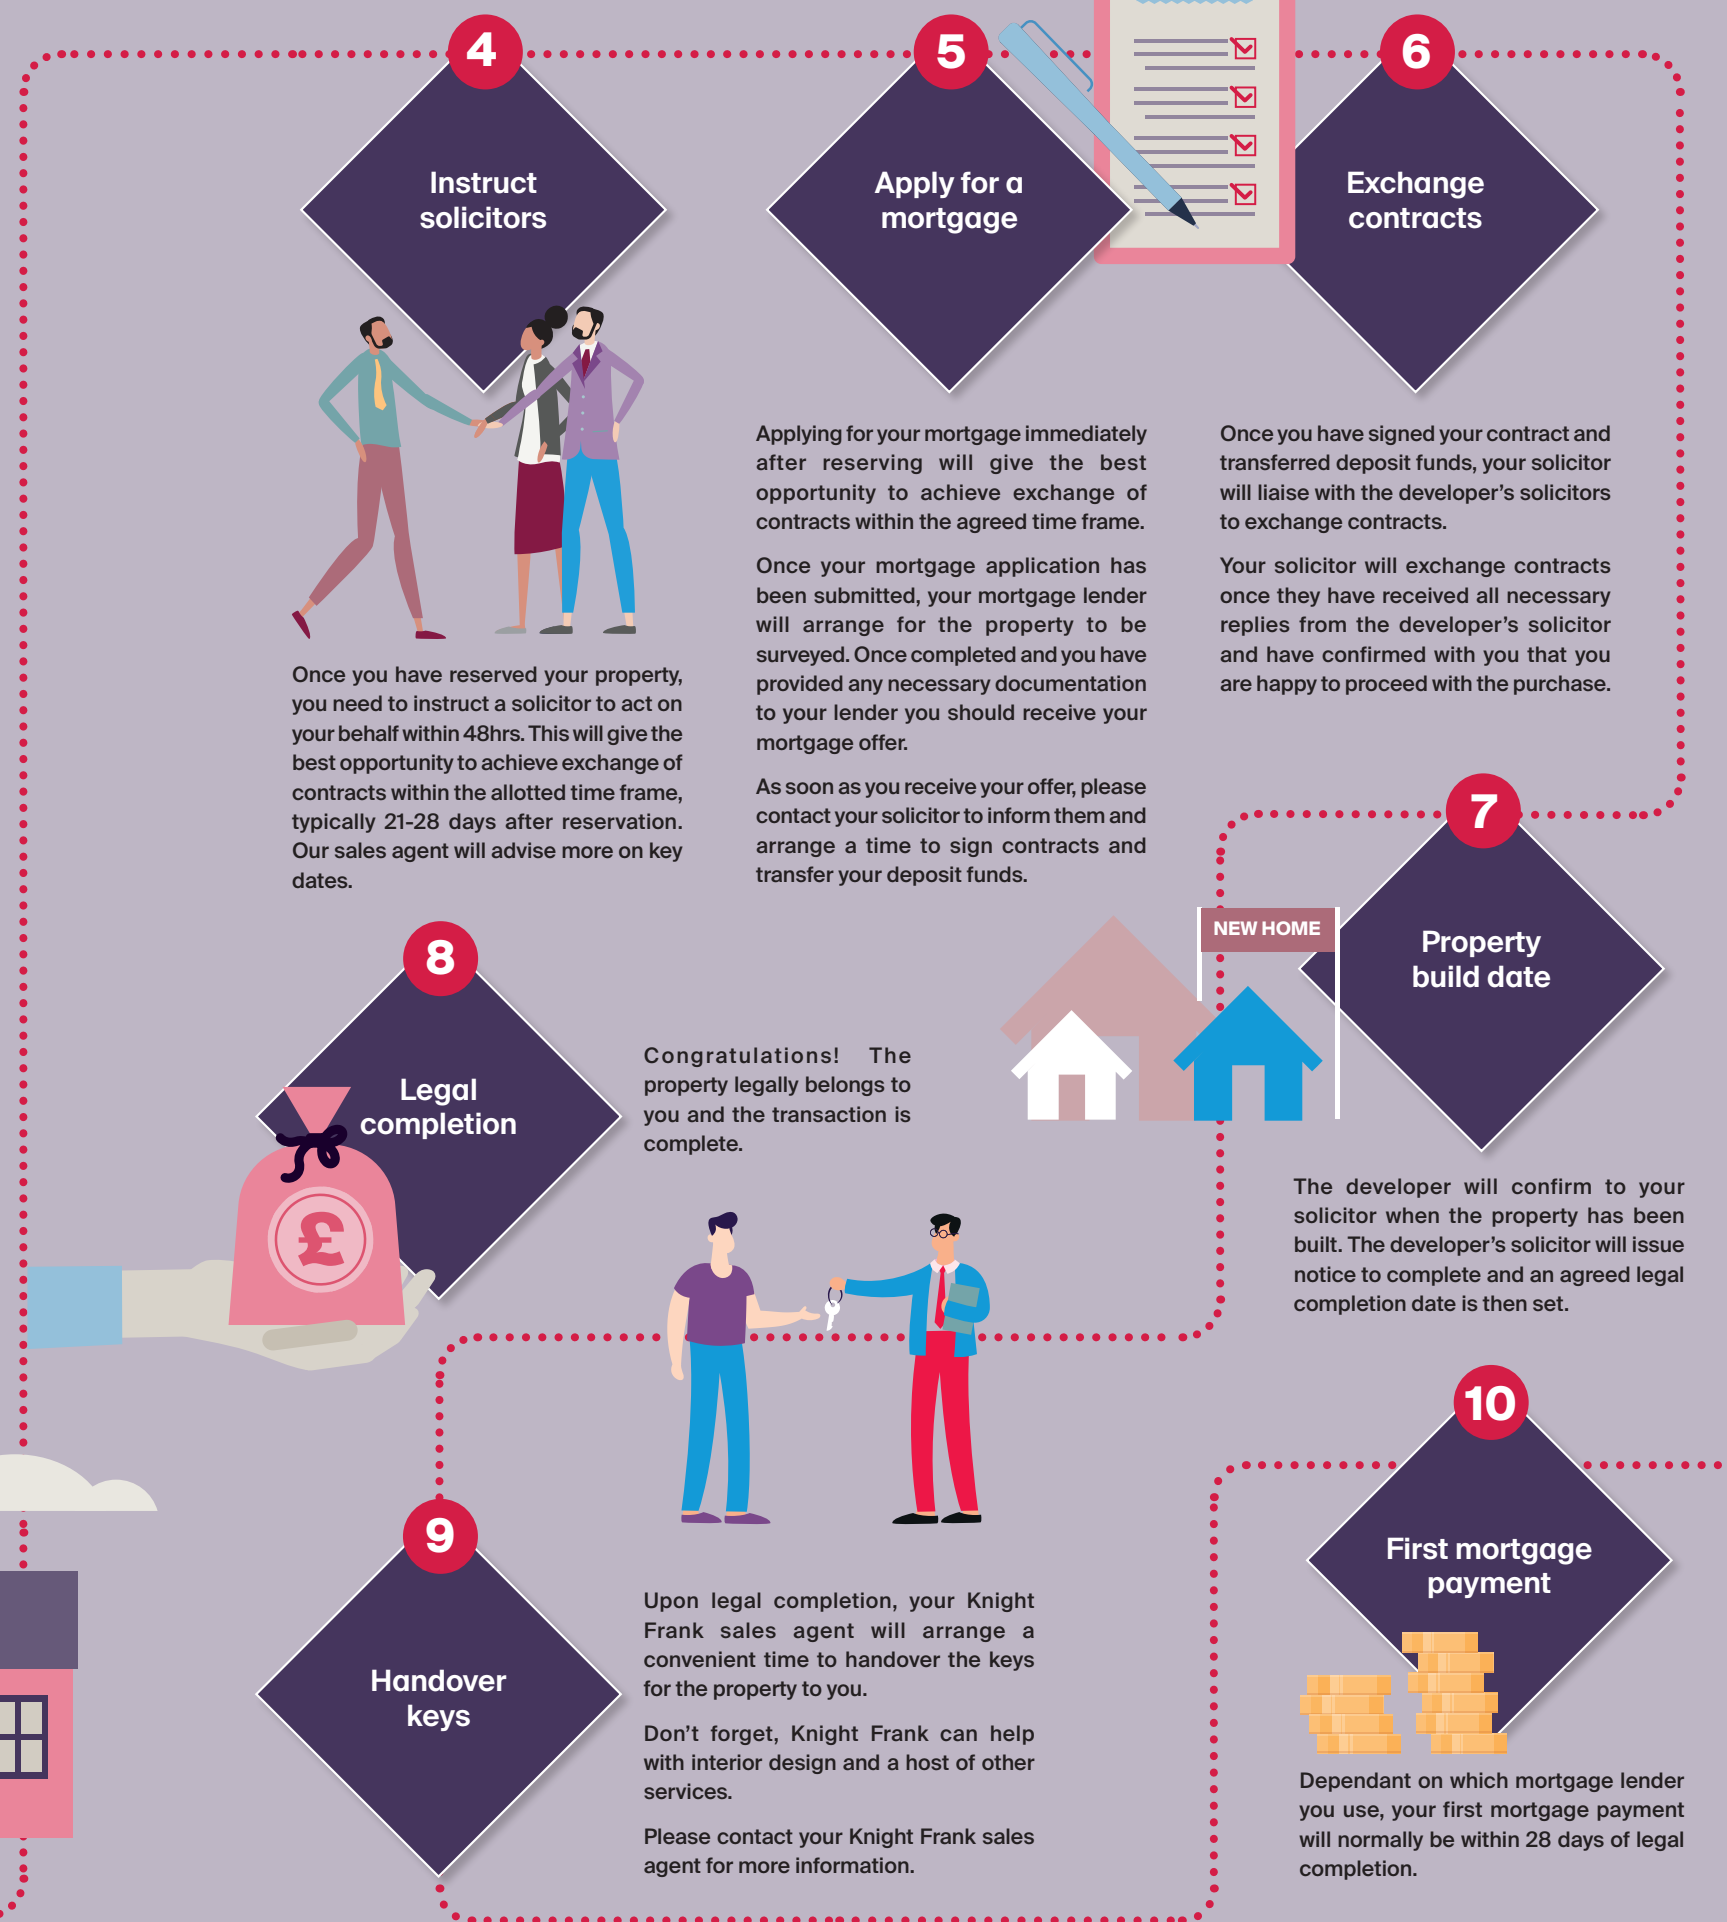 4
Instruct
solicitors
Once you have reserved your property,
you need to instruct a solicitor to act on
your behalf within 48hrs. This will give the
best opportunity to achieve exchange of
contracts within the allotted time frame,
typically 21-28 days after reservation.
Our sales agent will advise more on key
dates.
5
Apply for a
mortgage
Applying for your mortgage immediately
after reserving will give the best
opportunity to achieve exchange of
contracts within the agreed time frame.
Once your mortgage application has
been submitted, your mortgage lender
will arrange for the property to be
surveyed. Once completed and you have
provided any necessary documentation
to your lender you should receive your
mortgage offer.
As soon as you receive your offer, please
contact your solicitor to inform them and
arrange a time to sign contracts and
transfer your deposit funds.
6
Exchange
contracts
Once you have signed your contract and
transferred deposit funds, your solicitor
will liaise with the developer’s solicitors
to exchange contracts.
Your solicitor will exchange contracts
once they have received all necessary
replies from the developer’s solicitor
and have confirmed with you that you
are happy to proceed with the purchase.
7
NEW HOME
Property
build date
The developer will confirm to your
solicitor when the property has been
built. The developer’s solicitor will issue
notice to complete and an agreed legal
completion date is then set.
8
Legal
completion
£
Congratulations! The
property legally belongs to
you and the transaction is
complete.
9
Handover
keys
Upon legal completion, your Knight
Frank sales agent will arrange a
convenient time to handover the keys
for the property to you.
Don’t forget, Knight Frank can help
with interior design and a host of other
services.
Please contact your Knight Frank sales
agent for more information.
10
First mortgage
payment
Dependant on which mortgage lender
you use, your first mortgage payment
will normally be within 28 days of legal
completion.